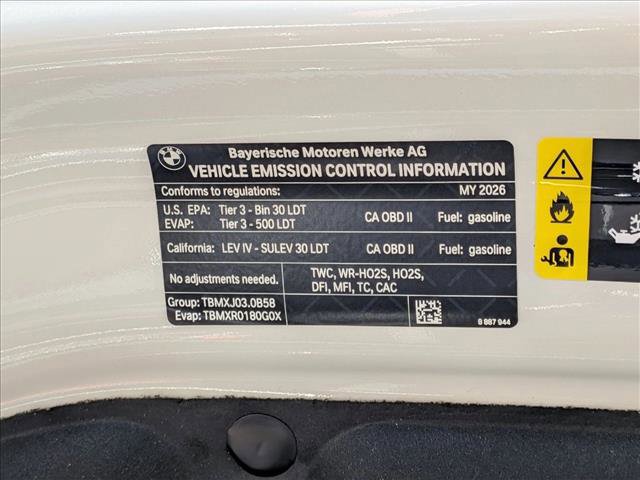 Bayerische Motoren Werke AG
VEHICLE EMISSION CONTROL INFORMATION
Conforms to regulations: MY 2026
U.S. EPA: Tier 3 - Bin 30 LDT CA OBD II Fuel: gasoline
EVAP: Tier 3 - 500 LDT
California: LEV IV - SULEV 30 LDT CA OBD II Fuel: gasoline
No adjustments needed. TWC, WR-HO2S, HO2S,
DFI, MFI, TC, CAC
Group: TBMXJ03.0B58
Evap: TBMXR0180G0X
8 887 944